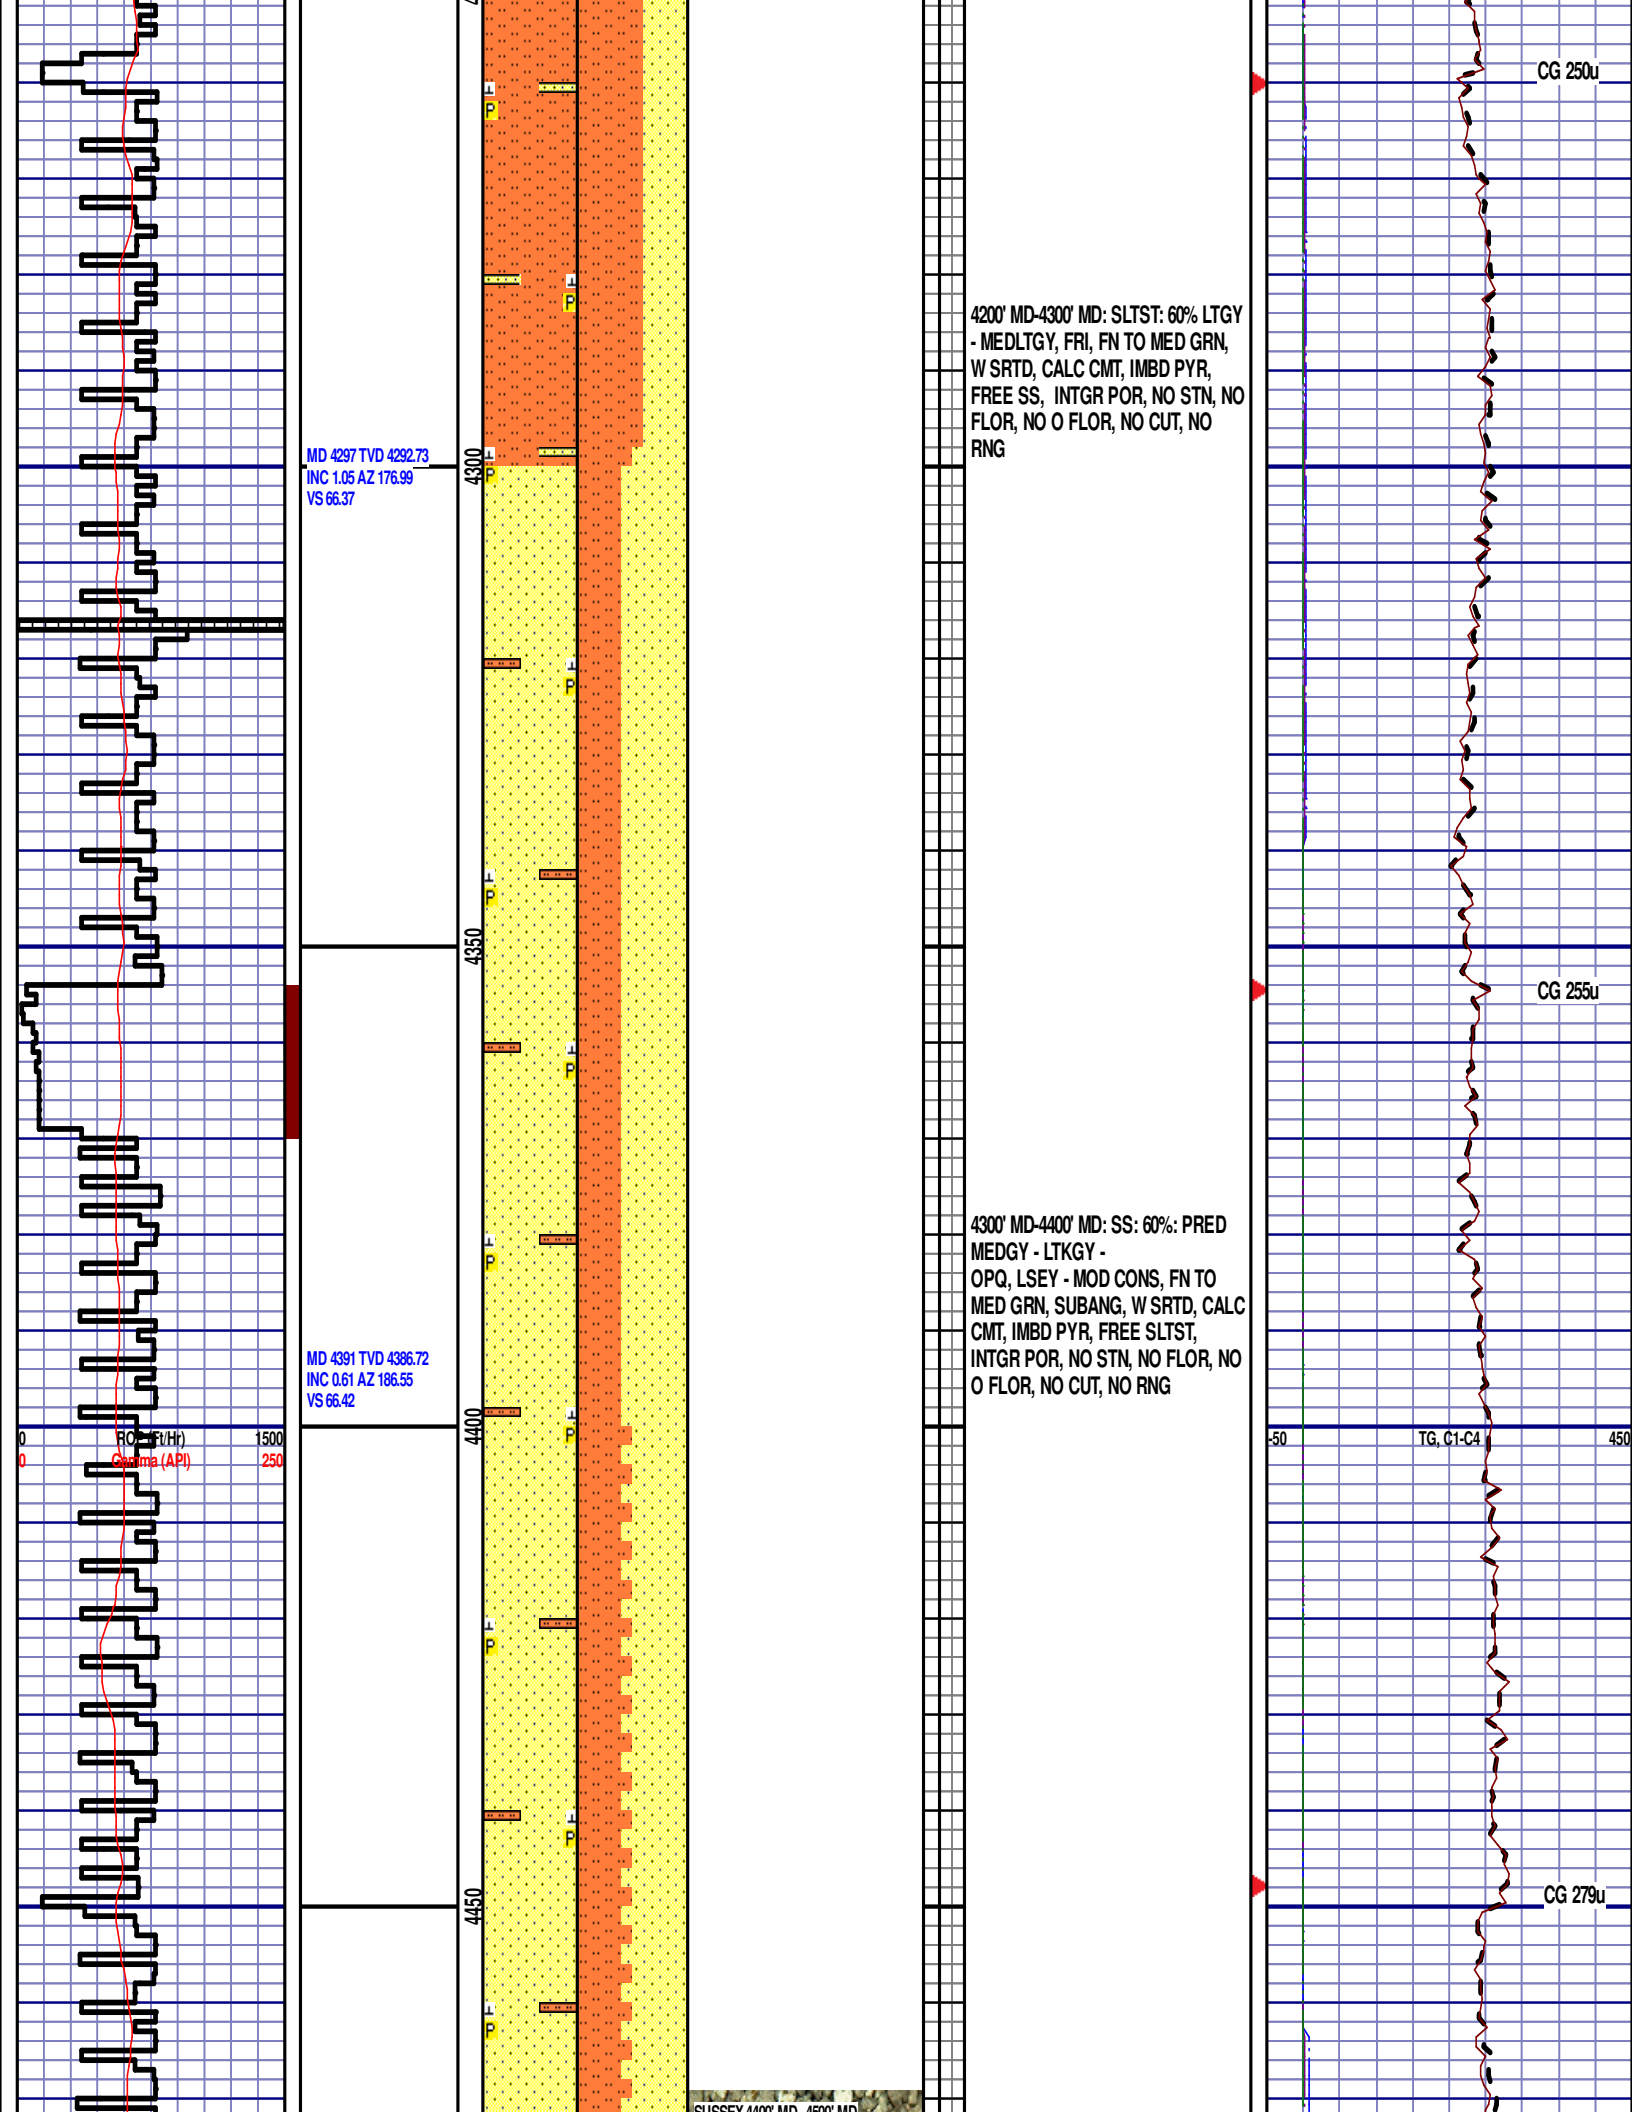 CG 250u
4200' MD-4300' MD: SLTST: 60% LTGY
- MEDLTGY, FRI, FN TO MED GRN,
W SRTD, CALC CMT, IMBD PYR,
FREE SS, INTGR POR, NO STN, NO
FLOR, NO O FLOR, NO CUT, NO
RNG
MD 4297 TVD 4292.73
INC 1.05 AZ 176.99
VS 66.37
4300
P
P
P
P
P
4350
CG 255u
P
P
4300' MD-4400' MD: SS: 60%: PRED
MEDGY - LTKGY -
OPQ, LSEY - MOD CONS, FN TO
MED GRN, SUBANG, W SRTD, CALC
CMT, IMBD PYR, FREE SLTST,
INTGR POR, NO STN, NO FLOR, NO
O FLOR, NO CUT, NO RNG
MD 4391 TVD 4386.72
INC 0.61 AZ 186.55
VS 66.42
4400
P
0 ROP (Ft/Hr) 1500
0 Gamma (API) 250
-50 TG, C1-C4 450
P
P
4450
CG 279u
P
SUSSEX 4400' MD - 4500' MD